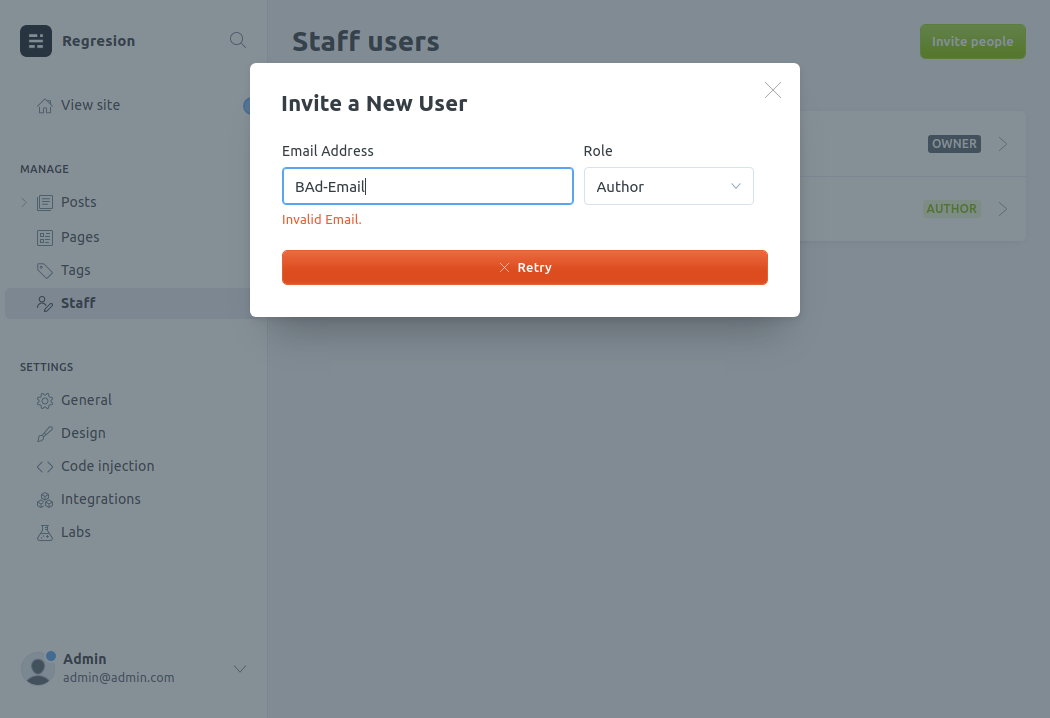 Regresion
View site
MANAGE
Posts
Pages
Tags
Staff
SETTINGS
General
Design
Code injection
Integrations
Labs
Admin
admin@admin.com
Staff users
Invite people
OWNER
AUTHOR
Invite a New User
Email Address
Role
BAd-Email
Author
Invalid Email.
Retry